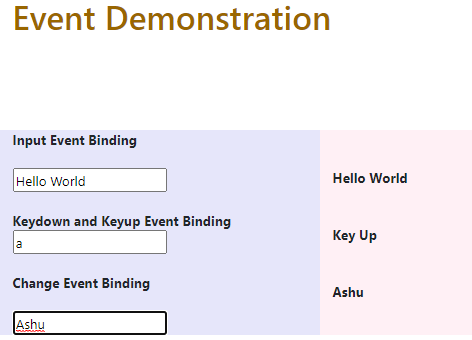 Event Demonstration
Input Event Binding
Hello World
Hello World
Keydown and Keyup Event Binding
a
Key Up
Change Event Binding
Ashu
Ashu